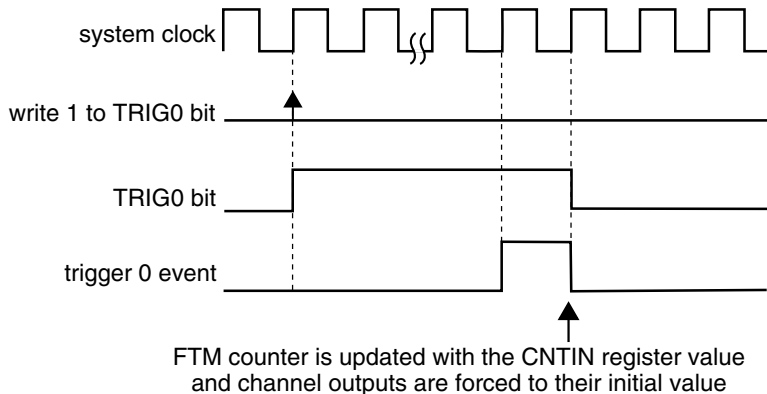 system clock
write 1 to TRIG0 bit
TRIG0 bit
trigger 0 event
FTM counter is updated with the CNTIN register value
and channel outputs are forced to their initial value